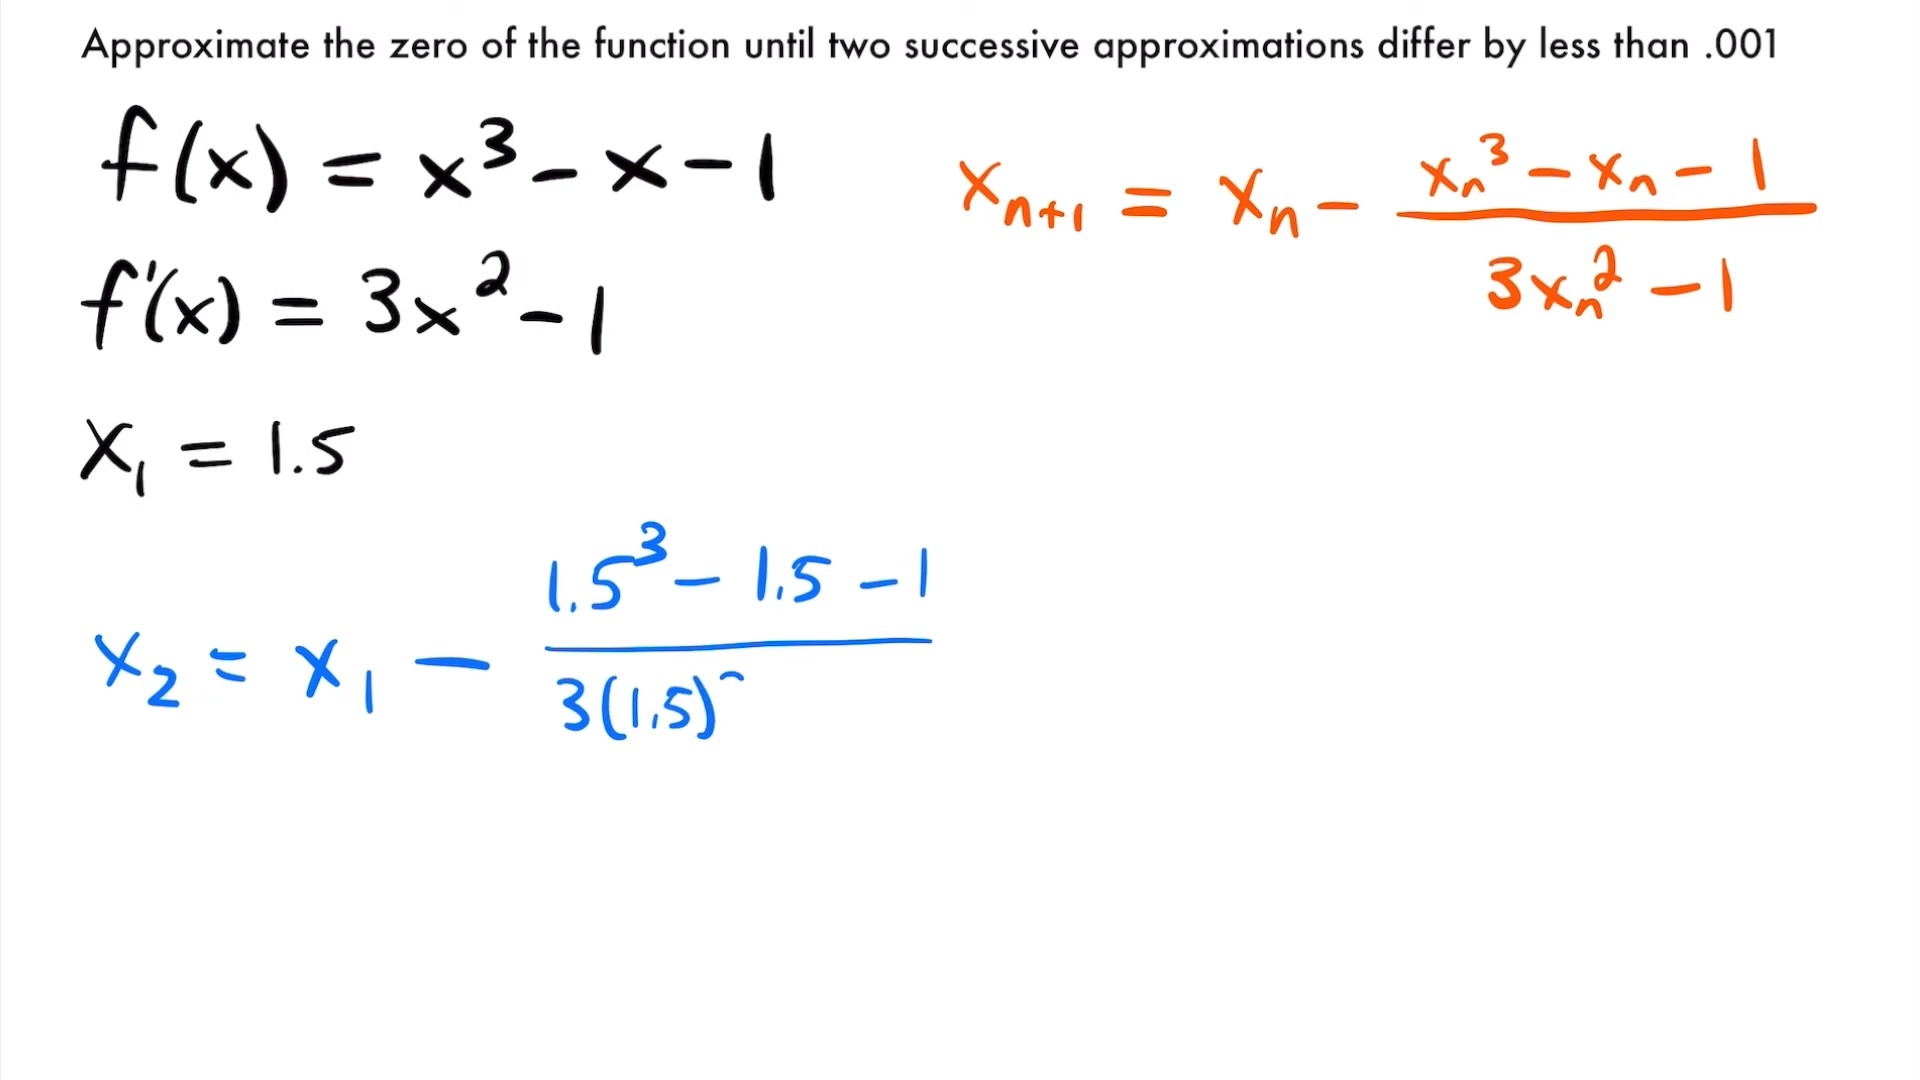 Approximate the zero of the function until two successive approximations differ by less than .001
f(x) = x³ - x - 1
xₙ₊₁ = xₙ - (xₙ³ - xₙ - 1) / (3xₙ² - 1)
f'(x) = 3x² - 1
x₁ = 1.5
x₂ = x₁ - (1.5³ - 1.5 - 1) / 3(1.5)